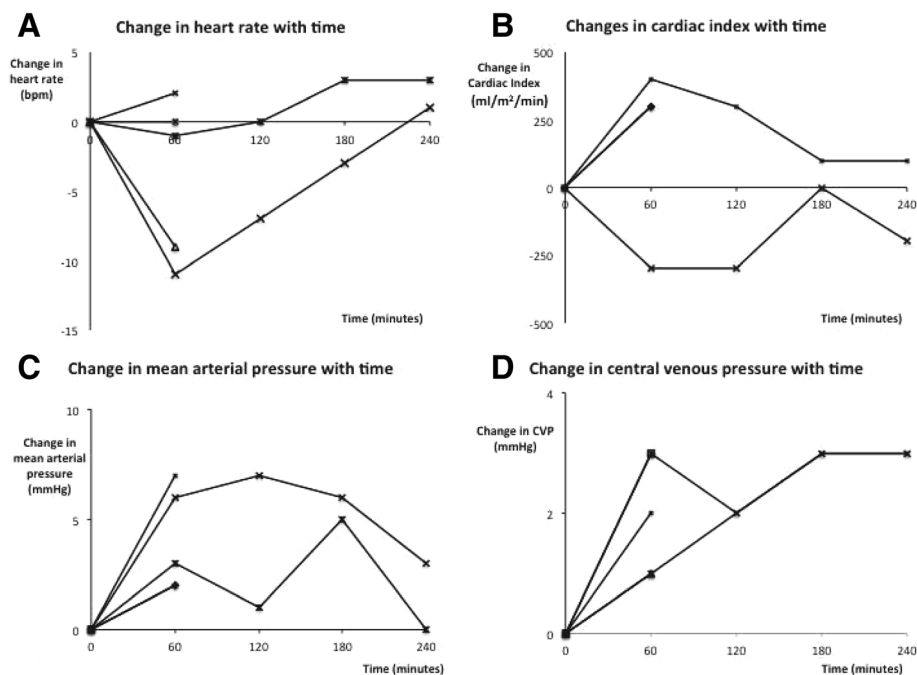 A
Change in heart rate with time
Change in
heart rate
(bpm)
5
0
-5
-10
-15
0
60
120
180
240
Time (minutes)
B
Changes in cardiac index with time
Change in
Cardiac Index
(ml/m²/min)
500
250
0
-250
-500
0
60
120
180
240
Time (minutes)
C
Change in mean arterial pressure with time
Change in
mean arterial
pressure
(mmHg)
10
5
0
0
60
120
180
240
Time (minutes)
D
Change in central venous pressure with time
Change in CVP
(mmHg)
4
2
0
0
60
120
180
240
Time (minutes)